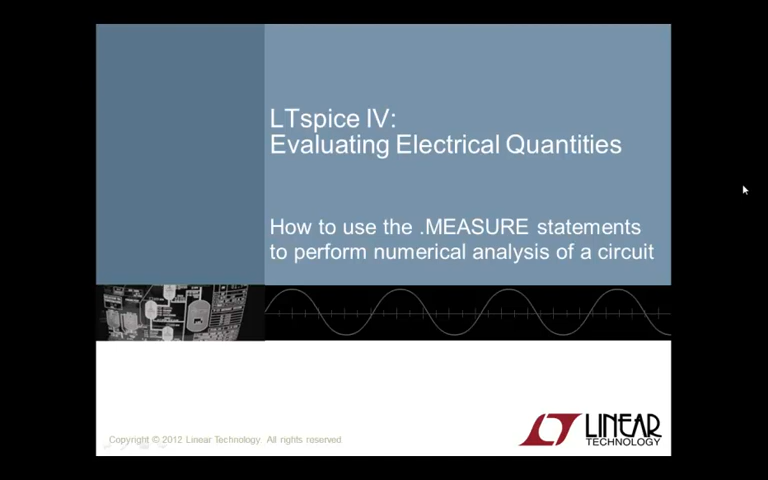 LTspice IV:
Evaluating Electrical Quantities
How to use the .MEASURE statements
to perform numerical analysis of a circuit
LINEAR
TECHNOLOGY
Copyright © 2012 Linear Technology. All rights reserved